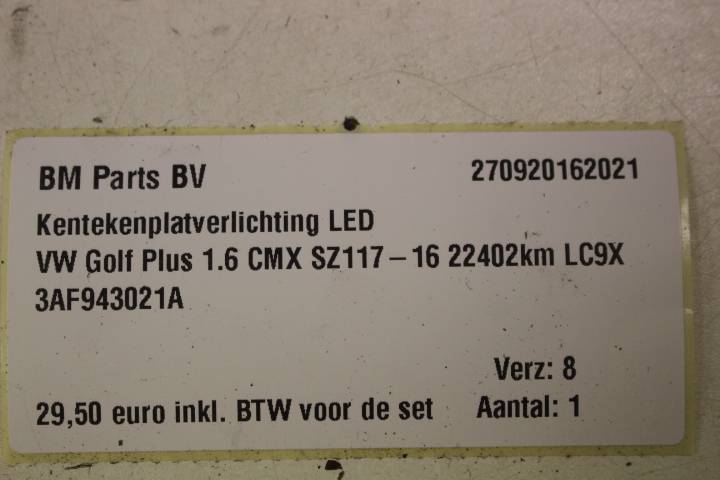 BM Parts BV 270920162021
Kentekenplatverlichting LED
VW Golf Plus 1.6 CMX SZ117-16 22402km LC9X
3AF943021A
Verz: 8
29,50 euro inkl. BTW voor de set Aantal: 1